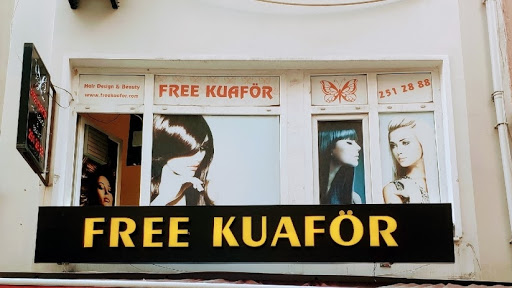 Hair Design & Beauty
www.freekuafor.com
FREE KUAFÖR
251 28 88
FREE KUAFÖR